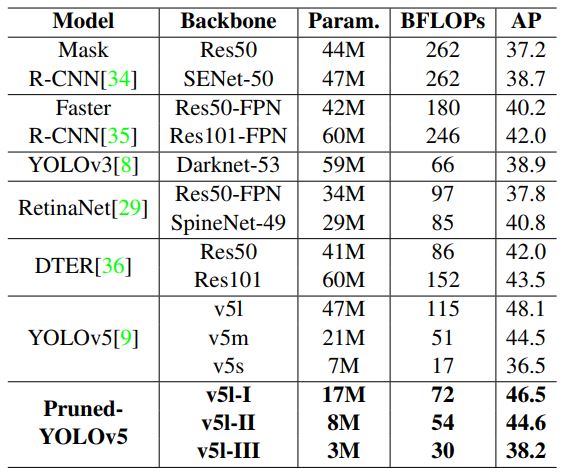 Model Backbone Param. BFLOPs AP
Mask Res50 44M 262 37.2
R-CNN[34] SENet-50 47M 262 38.7
Faster Res50-FPN 42M 180 40.2
R-CNN[35] Res101-FPN 60M 246 42.0
YOLOv3[8] Darknet-53 59M 66 38.9
RetinaNet[29]
Res50-FPN 34M 97 37.8
SpineNet-49 29M 85 40.8
DTER[36]
Res50 41M 86 42.0
Res101 60M 152 43.5
YOLOv5[9]
v5l 47M 115 48.1
v5m 21M 51 44.5
v5s 7M 17 36.5
Pruned-
YOLOv5
v5l-I 17M 72 46.5
v5l-II 8M 54 44.6
v5l-III 3M 30 38.2